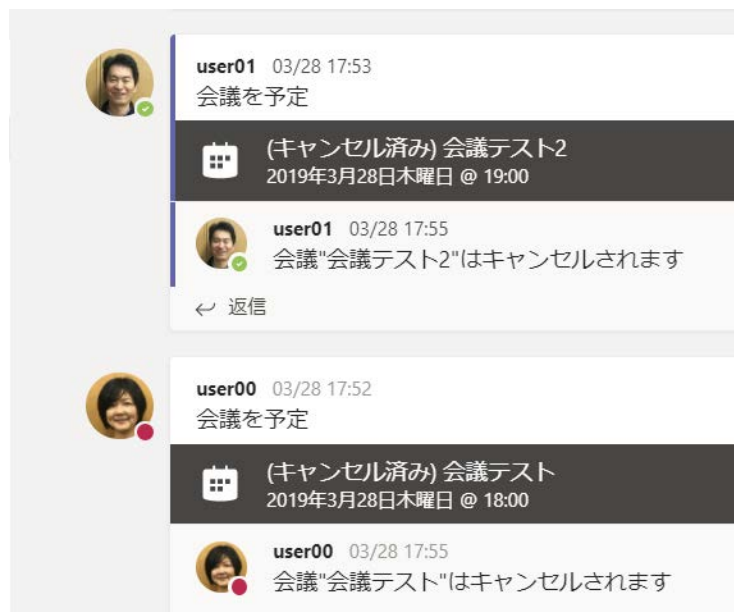 user01 03/28 17:53
会議を予定
(キャンセル済み) 会議テスト2
2019年3月28日木曜日 @ 19:00
user01 03/28 17:55
会議"会議テスト2"はキャンセルされます
返信
user00 03/28 17:52
会議を予定
(キャンセル済み) 会議テスト
2019年3月28日木曜日 @ 18:00
user00 03/28 17:55
会議"会議テスト"はキャンセルされます